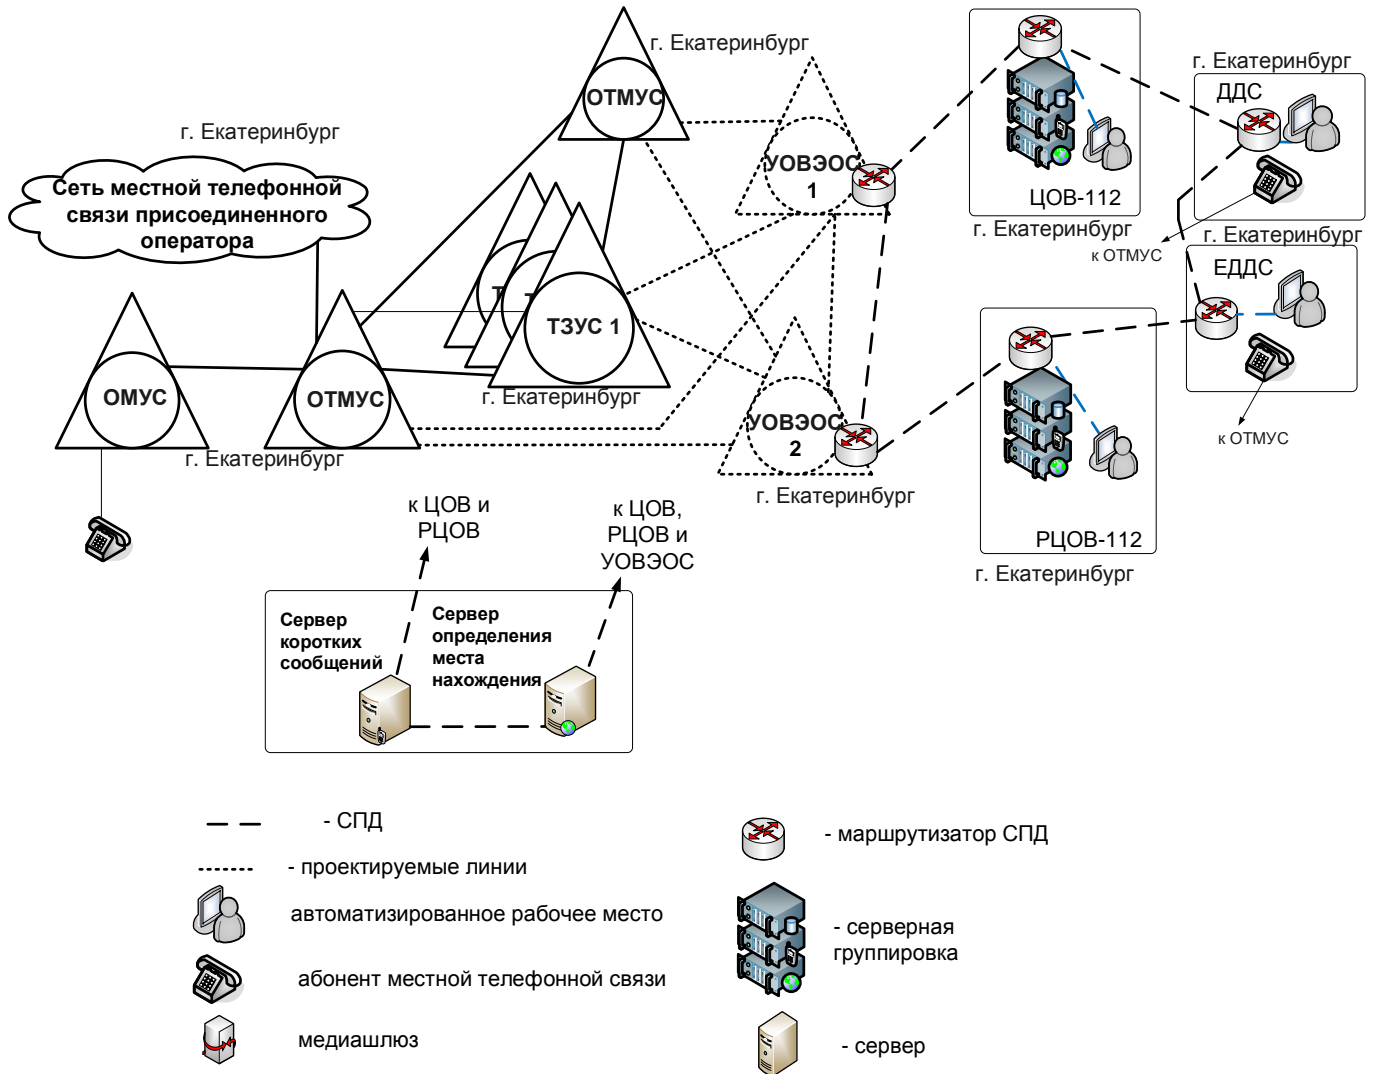 г. Екатеринбург
ОТМУС
г. Екатеринбург
Сеть местной телефонной
связи присоединенного
оператора
УОВЭОС
1
ЦОВ-112
г. Екатеринбург
г. Екатеринбург
ДДС
к ОТМУС
г. Екатеринбург
ЕДДС
к ОТМУС
Т
Т
ТЗУС 1
г. Екатеринбург
ОМУС
ОТМУС
г. Екатеринбург
УОВЭОС
2
г. Екатеринбург
РЦОВ-112
г. Екатеринбург
к ЦОВ и
РЦОВ
к ЦОВ,
РЦОВ и
УОВЭОС
Сервер
коротких
сообщений
Сервер
определения
места
нахождения
- СПД
- проектируемые линии
автоматизированное рабочее место
абонент местной телефонной связи
медиашлюз
- маршрутизатор СПД
- серверная
группировка
- сервер